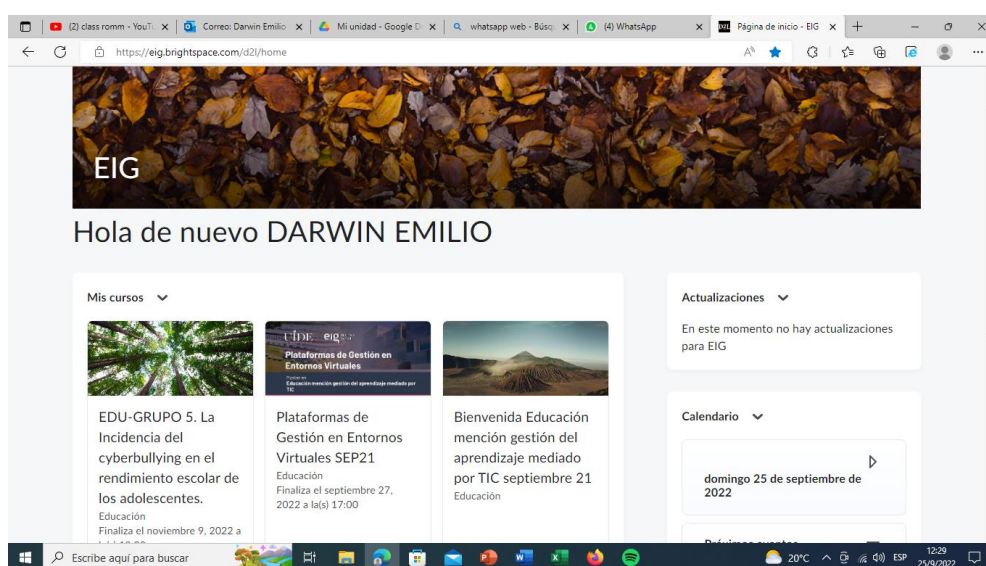 (2) class romm - YouTu
Correo: Darwin Emilio
Mi unidad - Google D
whatsapp web - Búsq
(4) WhatsApp
D2L
Página de inicio - EIG
https://eig.brightspace.com/d2l/home
EIG
Hola de nuevo DARWIN EMILIO
Mis cursos
EDU-GRUPO 5. La
Incidencia del
cyberbullying en el
rendimiento escolar de
los adolescentes.
Educación
Finaliza el noviembre 9, 2022 a
UIDE eig
Plataformas de Gestión en
Entornos Virtuales
Educación mención gestión del aprendizaje mediado por
TIC
Plataformas de
Gestión en Entornos
Virtuales SEP21
Educación
Finaliza el septiembre 27,
2022 a la(s) 17:00
Bienvenida Educación
mención gestión del
aprendizaje mediado
por TIC septiembre 21
Educación
Actualizaciones
En este momento no hay actualizaciones
para EIG
Calendario
domingo 25 de septiembre de
2022
Escribe aquí para buscar
20°C
ESP
12:29
25/9/2022